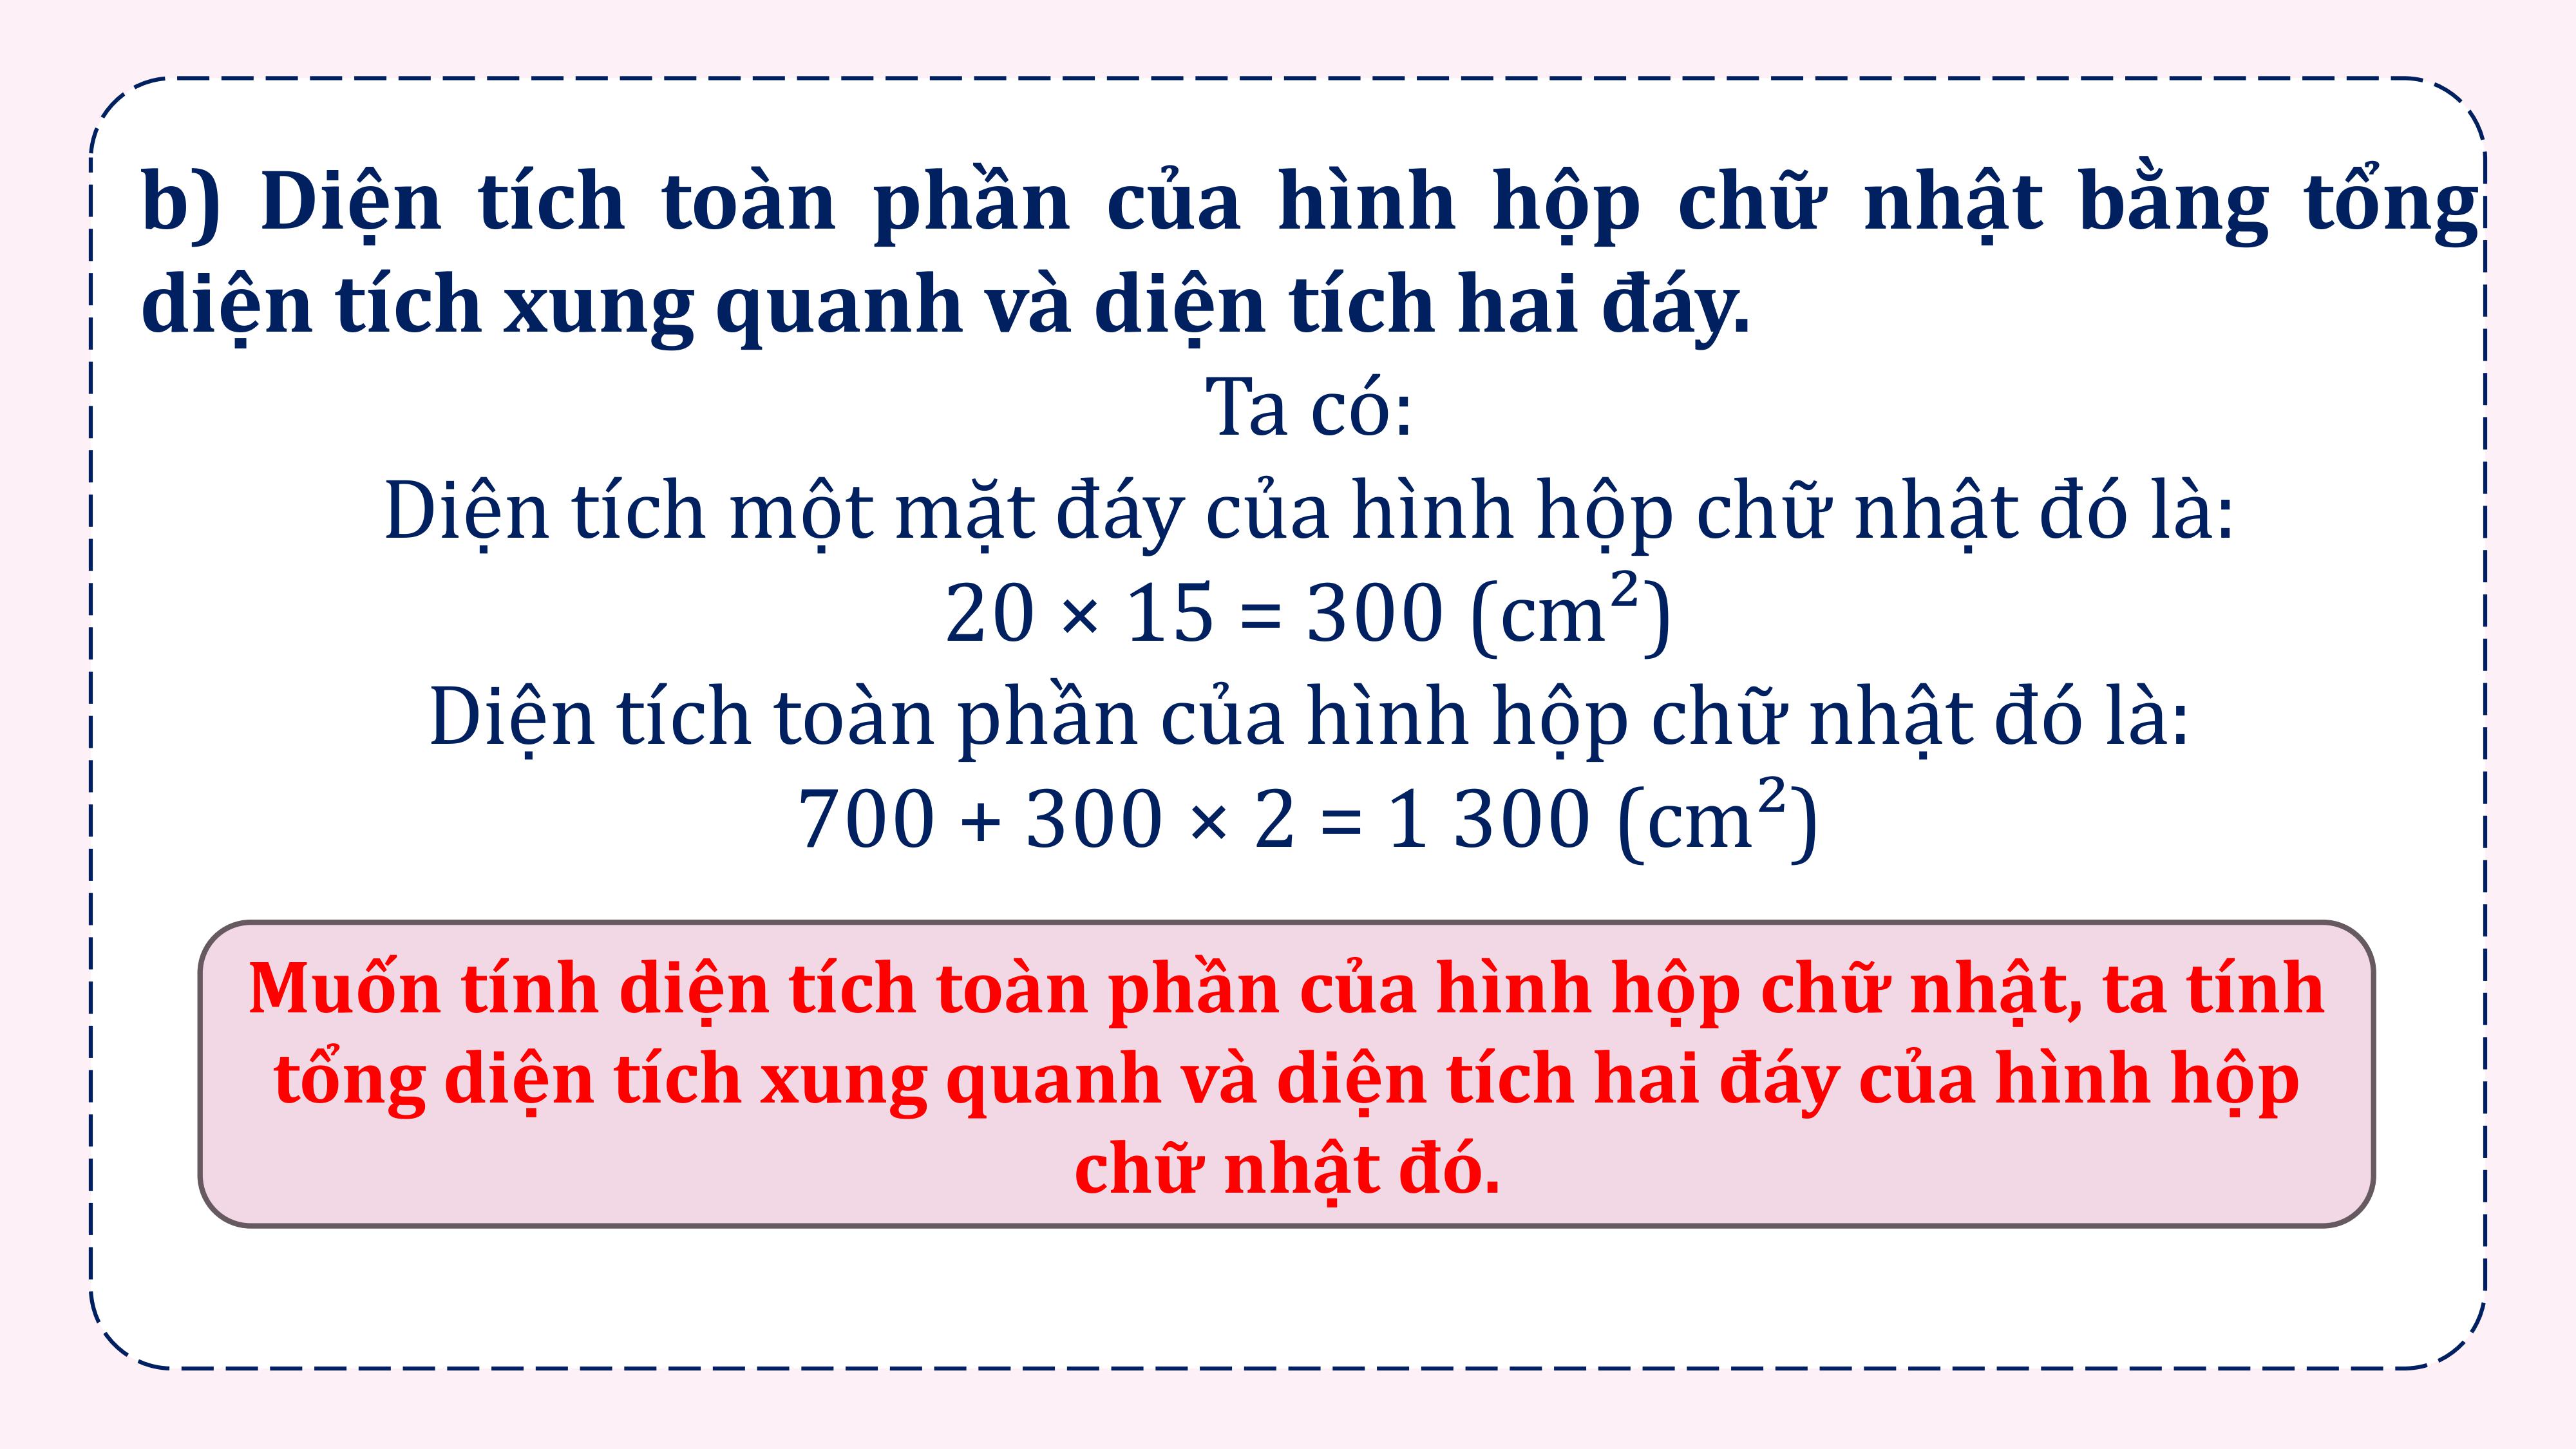 b) Diện tích toàn phần của hình hộp chữ nhật bằng tổng
diện tích xung quanh và diện tích hai đáy.
Ta có:
Diện tích một mặt đáy của hình hộp chữ nhật đó là:
20 × 15 = 300 (cm²)
Diện tích toàn phần của hình hộp chữ nhật đó là:
700 + 300 × 2 = 1 300 (cm²)
Muốn tính diện tích toàn phần của hình hộp chữ nhật, ta tính
tổng diện tích xung quanh và diện tích hai đáy của hình hộp
chữ nhật đó.